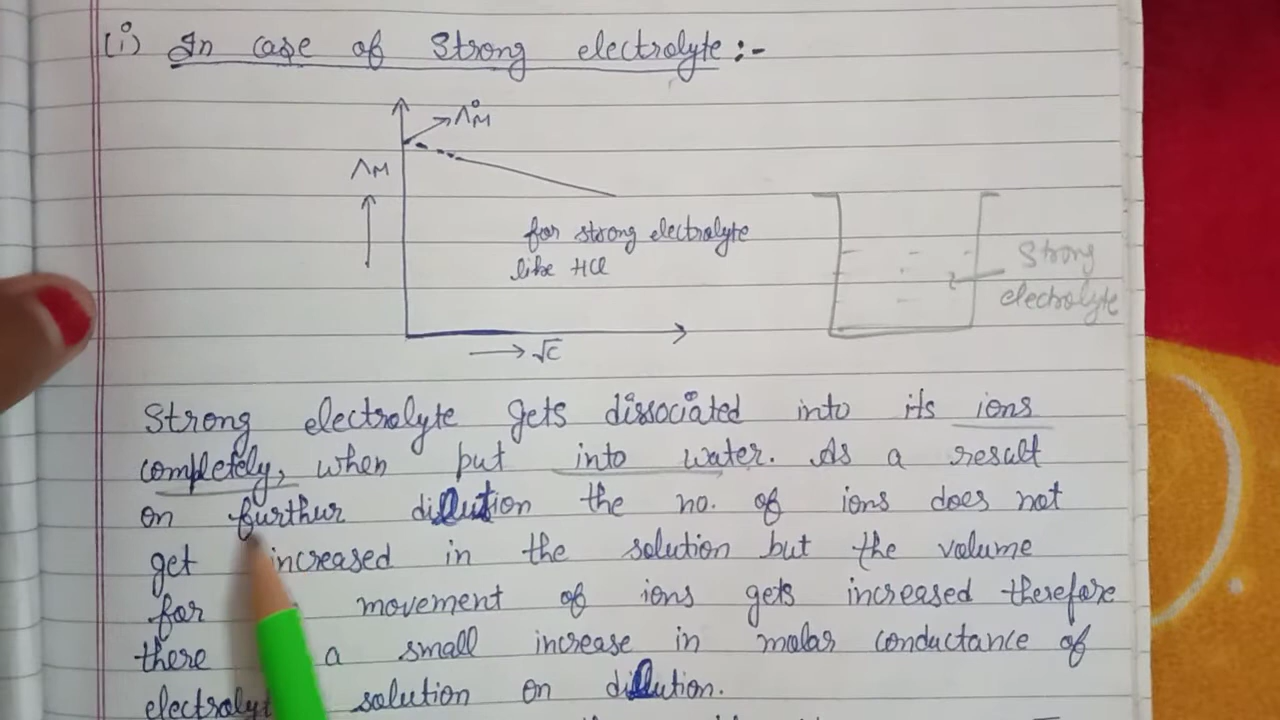 (i) In case of Strong electrolyte :-
Λ°M
ΛM
for strong electrolyte
like HCl
Strong
electrolyte
→ √C
Strong electrolyte gets dissociated into its ions
completely, when put into water. As a result
on furthur dilution the no. of ions does not
get increased in the solution but the volume
for movement of ions gets increased therefore
there a small increase in molar conductance of
solution on dilution.